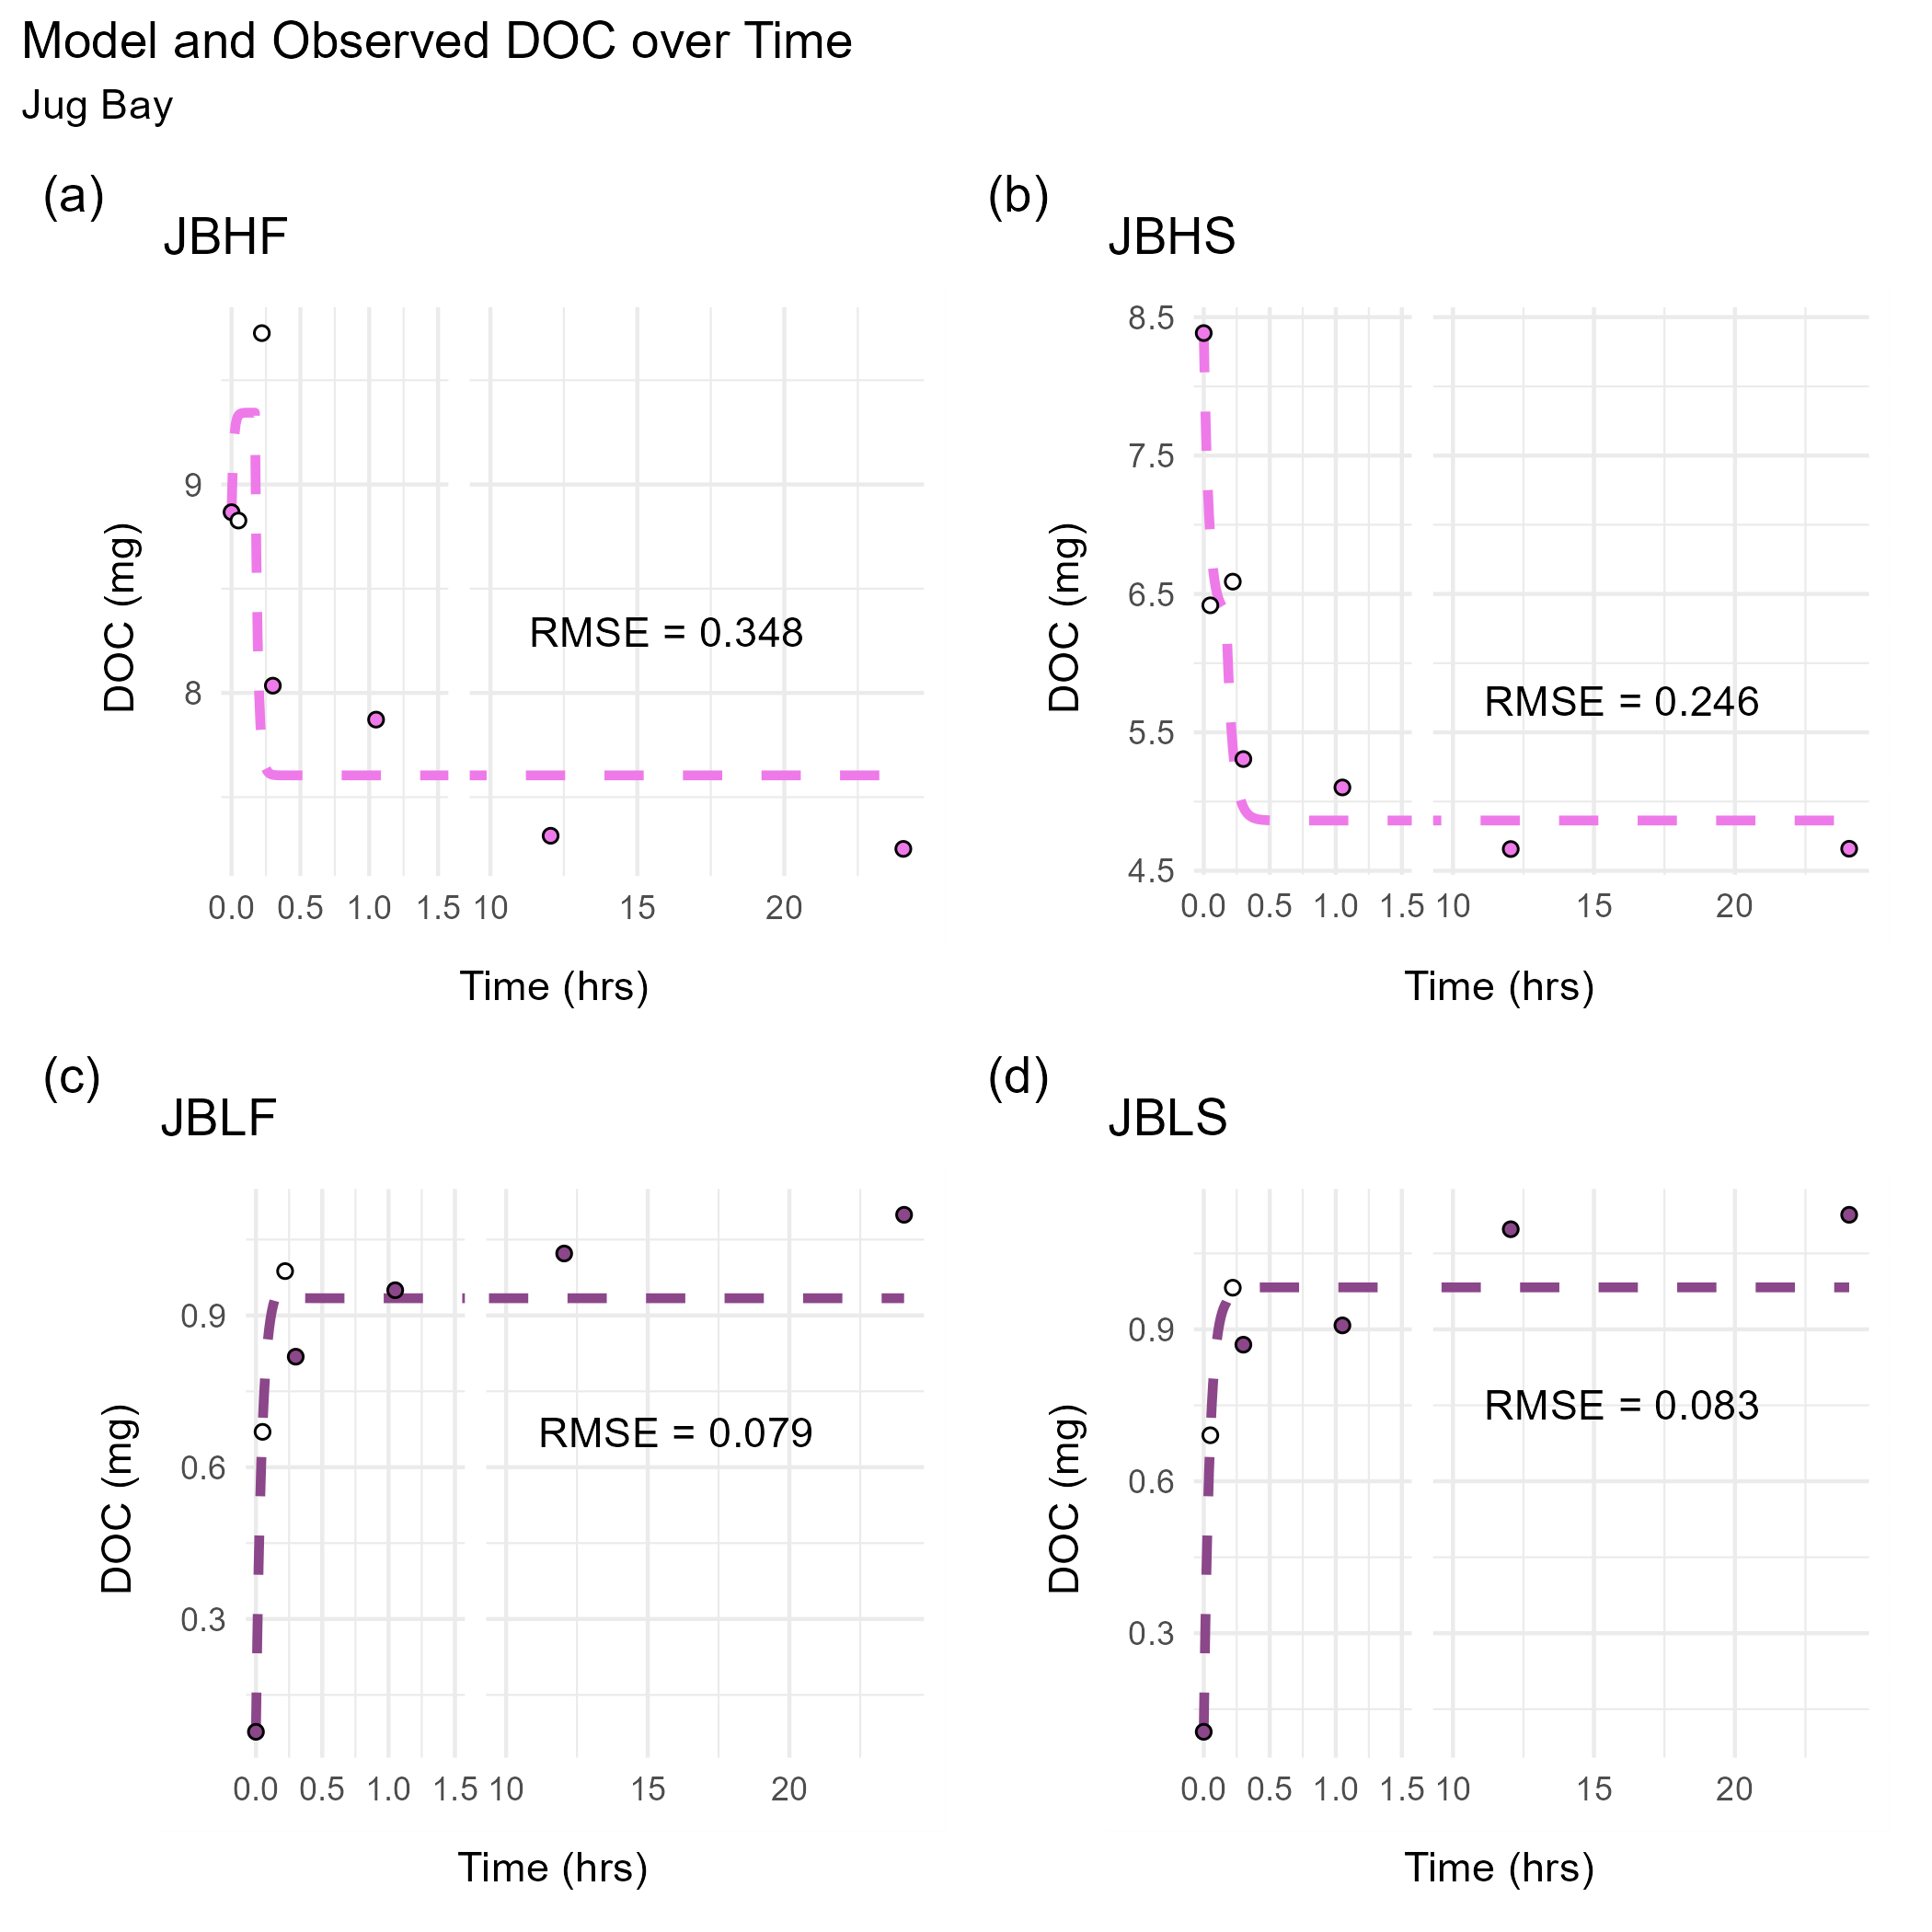 Model and Observed DOC over Time
Jug Bay
(a)
JBHF
DOC (mg)
9
8
RMSE = 0.348
0.0 0.5 1.0 1.5 10 15 20
Time (hrs)
(b)
JBHS
DOC (mg)
8.5
7.5
6.5
5.5
4.5
RMSE = 0.246
0.0 0.5 1.0 1.5 10 15 20
Time (hrs)
(c)
JBLF
DOC (mg)
0.9
0.6
0.3
RMSE = 0.079
0.0 0.5 1.0 1.5 10 15 20
Time (hrs)
(d)
JBLS
DOC (mg)
0.9
0.6
0.3
RMSE = 0.083
0.0 0.5 1.0 1.5 10 15 20
Time (hrs)